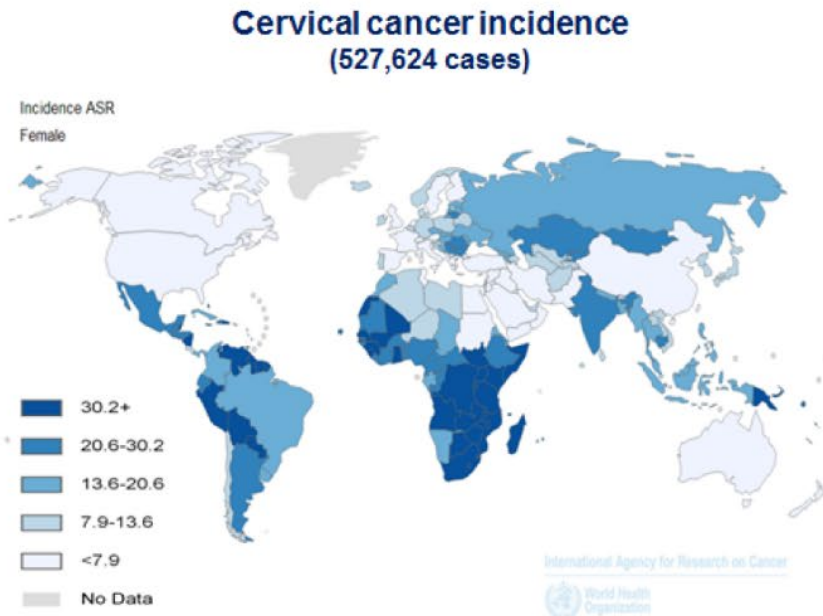 Cervical cancer incidence
(527,624 cases)
Incidence ASR
Female
30.2+
20.6-30.2
13.6-20.6
7.9-13.6
<7.9
No Data
International Agency for Research on Cancer
World Health
Organization